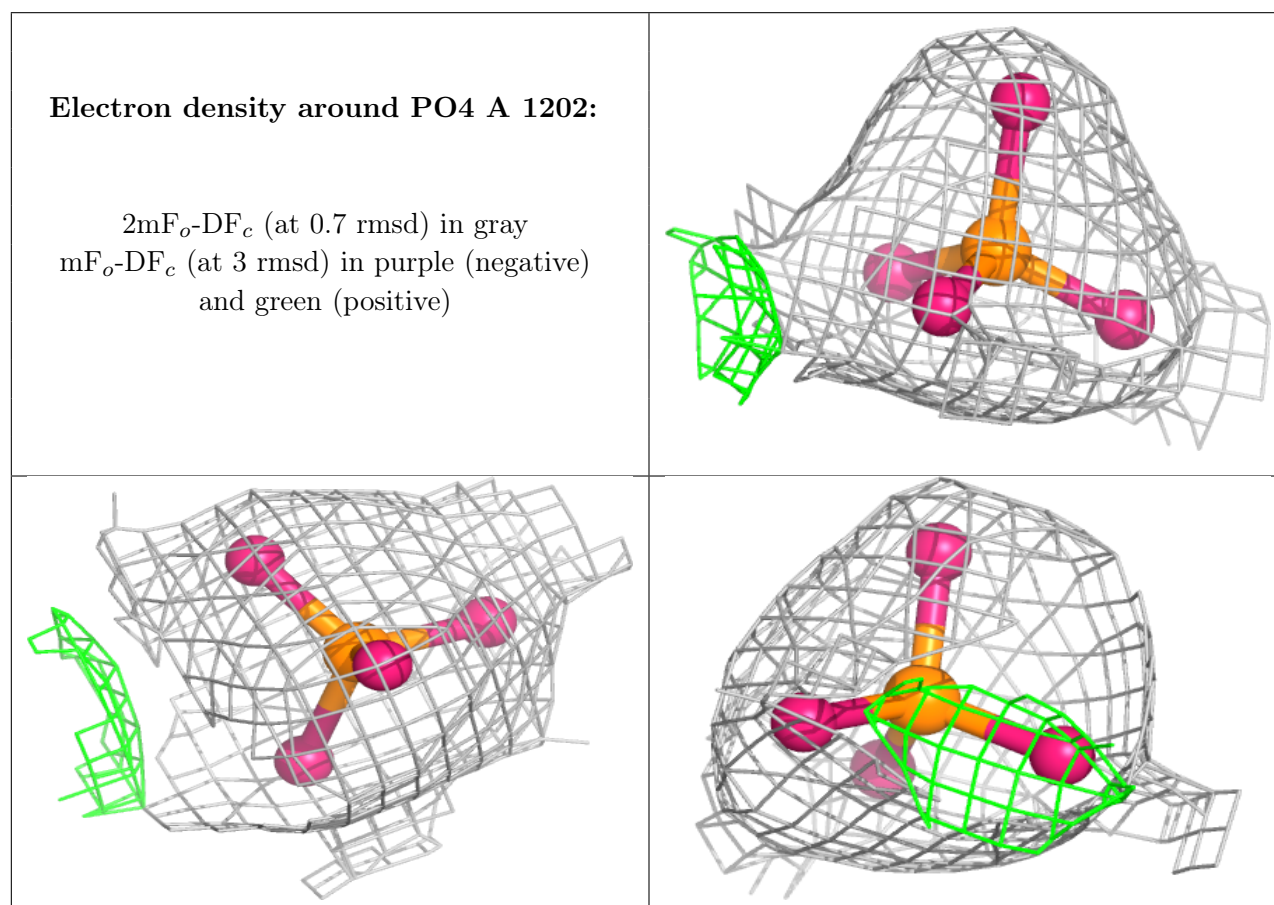 Electron density around PO4 A 1202:
2mFo-DFc (at 0.7 rmsd) in gray
mFo-DFc (at 3 rmsd) in purple (negative)
and green (positive)